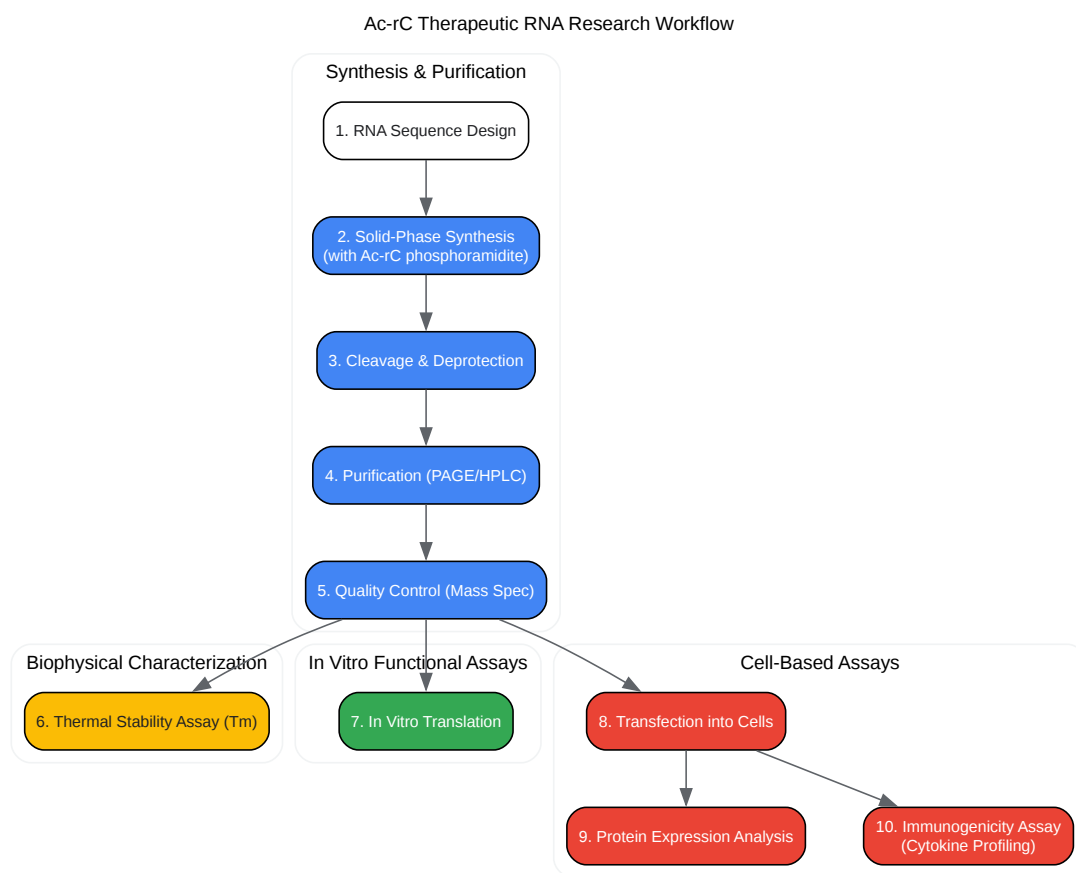 Ac-rC Therapeutic RNA Research Workflow
Synthesis & Purification
1. RNA Sequence Design
2. Solid-Phase Synthesis
(with Ac-rC phosphoramidite)
3. Cleavage & Deprotection
4. Purification (PAGE/HPLC)
5. Quality Control (Mass Spec)
Biophysical Characterization
6. Thermal Stability Assay (Tm)
In Vitro Functional Assays
7. In Vitro Translation
Cell-Based Assays
8. Transfection into Cells
9. Protein Expression Analysis
10. Immunogenicity Assay
(Cytokine Profiling)